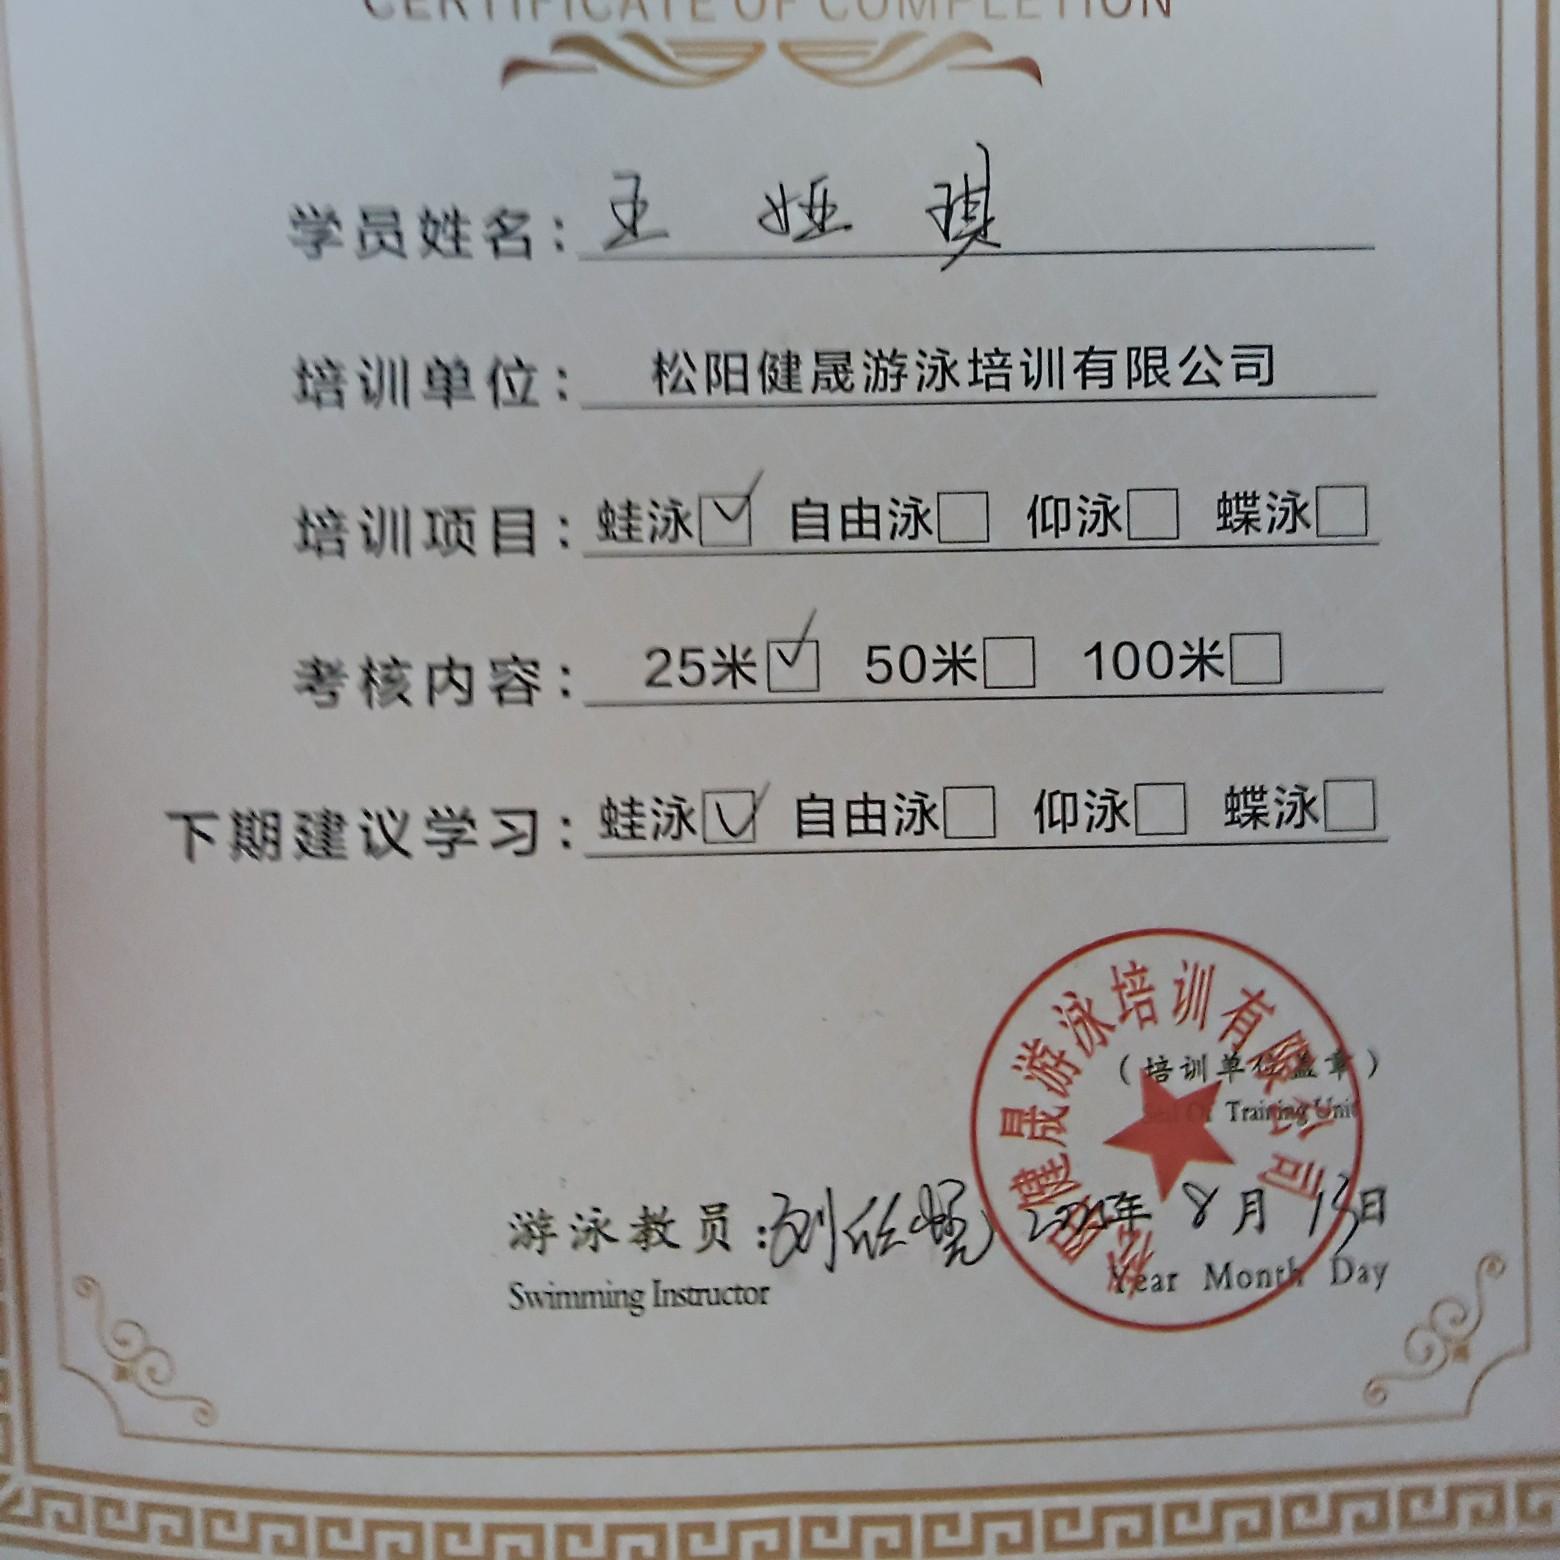 CERTIFICATE OF COMPLETION
学员姓名：王娅琪
培训单位：松阳健晟游泳培训有限公司
培训项目：蛙泳☑ 自由泳□ 仰泳□ 蝶泳□
考核内容：25米☑ 50米□ 100米□
下期建议学习：蛙泳☑ 自由泳□ 仰泳□ 蝶泳□
松阳健晟游泳培训有限公司
（培训单位盖章）
Seal Of Training Unit
游泳教员：刘 年 8月13日
Swimming Instructor Year Month Day